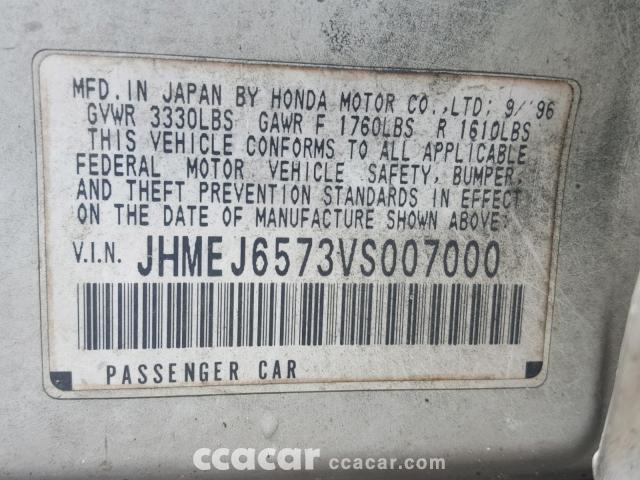 MFD. IN JAPAN BY HONDA MOTOR CO.,LTD; 9/'96
GVWR 3330LBS GAWR F 1760LBS R 1610LBS
THIS VEHICLE CONFORMS TO ALL APPLICABLE
FEDERAL MOTOR VEHICLE SAFETY, BUMPER,
AND THEFT PREVENTION STANDARDS IN EFFECT
ON THE DATE OF MANUFACTURE SHOWN ABOVE:
V.I.N. JHMEJ6573VS007000
PASSENGER CAR
ccacar ccacar.com